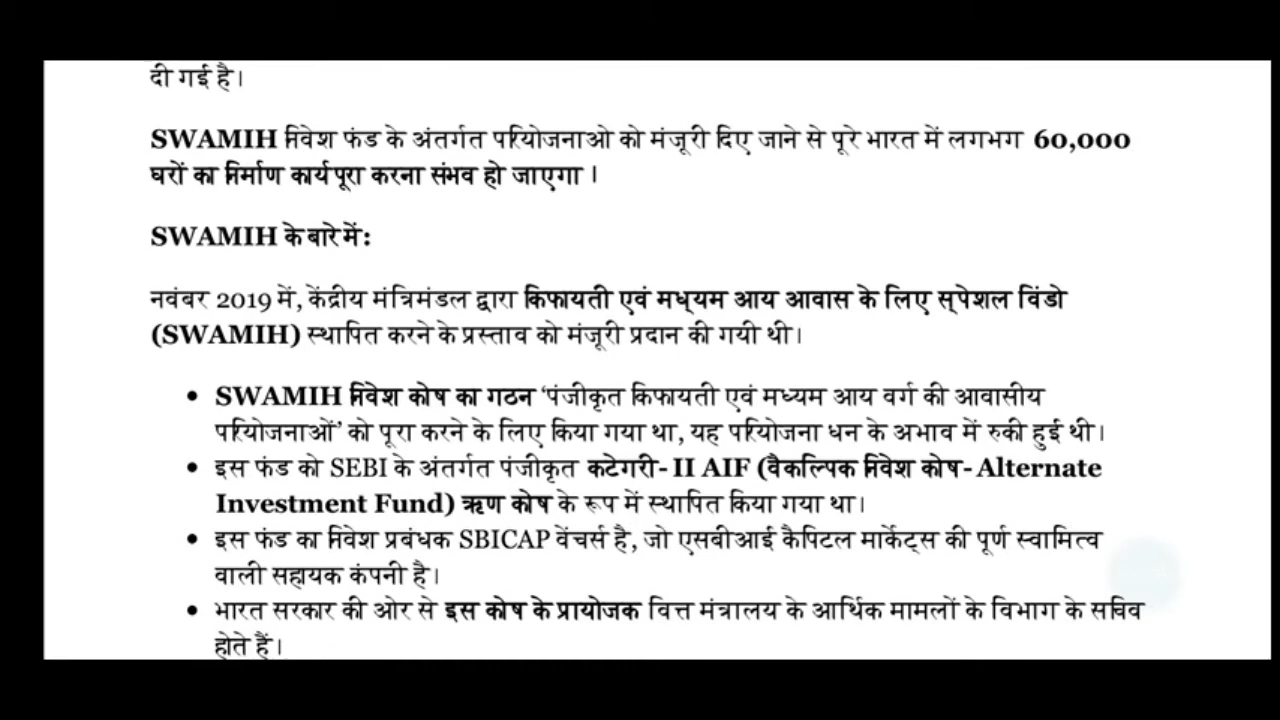 दी गई है।
SWAMIH निवेश फंड के अंतर्गत परियोजनाओ को मंजूरी दिए जाने से पूरे भारत में लगभग 60,000
घरों का निर्माण कार्य पूरा करना संभव हो जाएगा ।
SWAMIH के बारे में:
नवंबर 2019 में, केंद्रीय मंत्रिमंडल द्वारा किफायती एवं मध्यम आय आवास के लिए स्पेशल विंडो
(SWAMIH) स्थापित करने के प्रस्ताव को मंजूरी प्रदान की गयी थी।
• SWAMIH निवेश कोष का गठन ‘पंजीकृत किफायती एवं मध्यम आय वर्ग की आवासीय
परियोजनाओं’ को पूरा करने के लिए किया गया था, यह परियोजना धन के अभाव में रुकी हुई थी।
• इस फंड को SEBI के अंतर्गत पंजीकृत कटेगरी- II AIF (वैकल्पिक निवेश कोष- Alternate
Investment Fund) ऋण कोष के रूप में स्थापित किया गया था।
• इस फंड का निवेश प्रबंधक SBICAP वेंचर्स है, जो एसबीआई कैपिटल मार्केट्स की पूर्ण स्वामित्व
वाली सहायक कंपनी है।
• भारत सरकार की ओर से इस कोष के प्रायोजक वित्त मंत्रालय के आर्थिक मामलों के विभाग के सचिव
होते हैं।